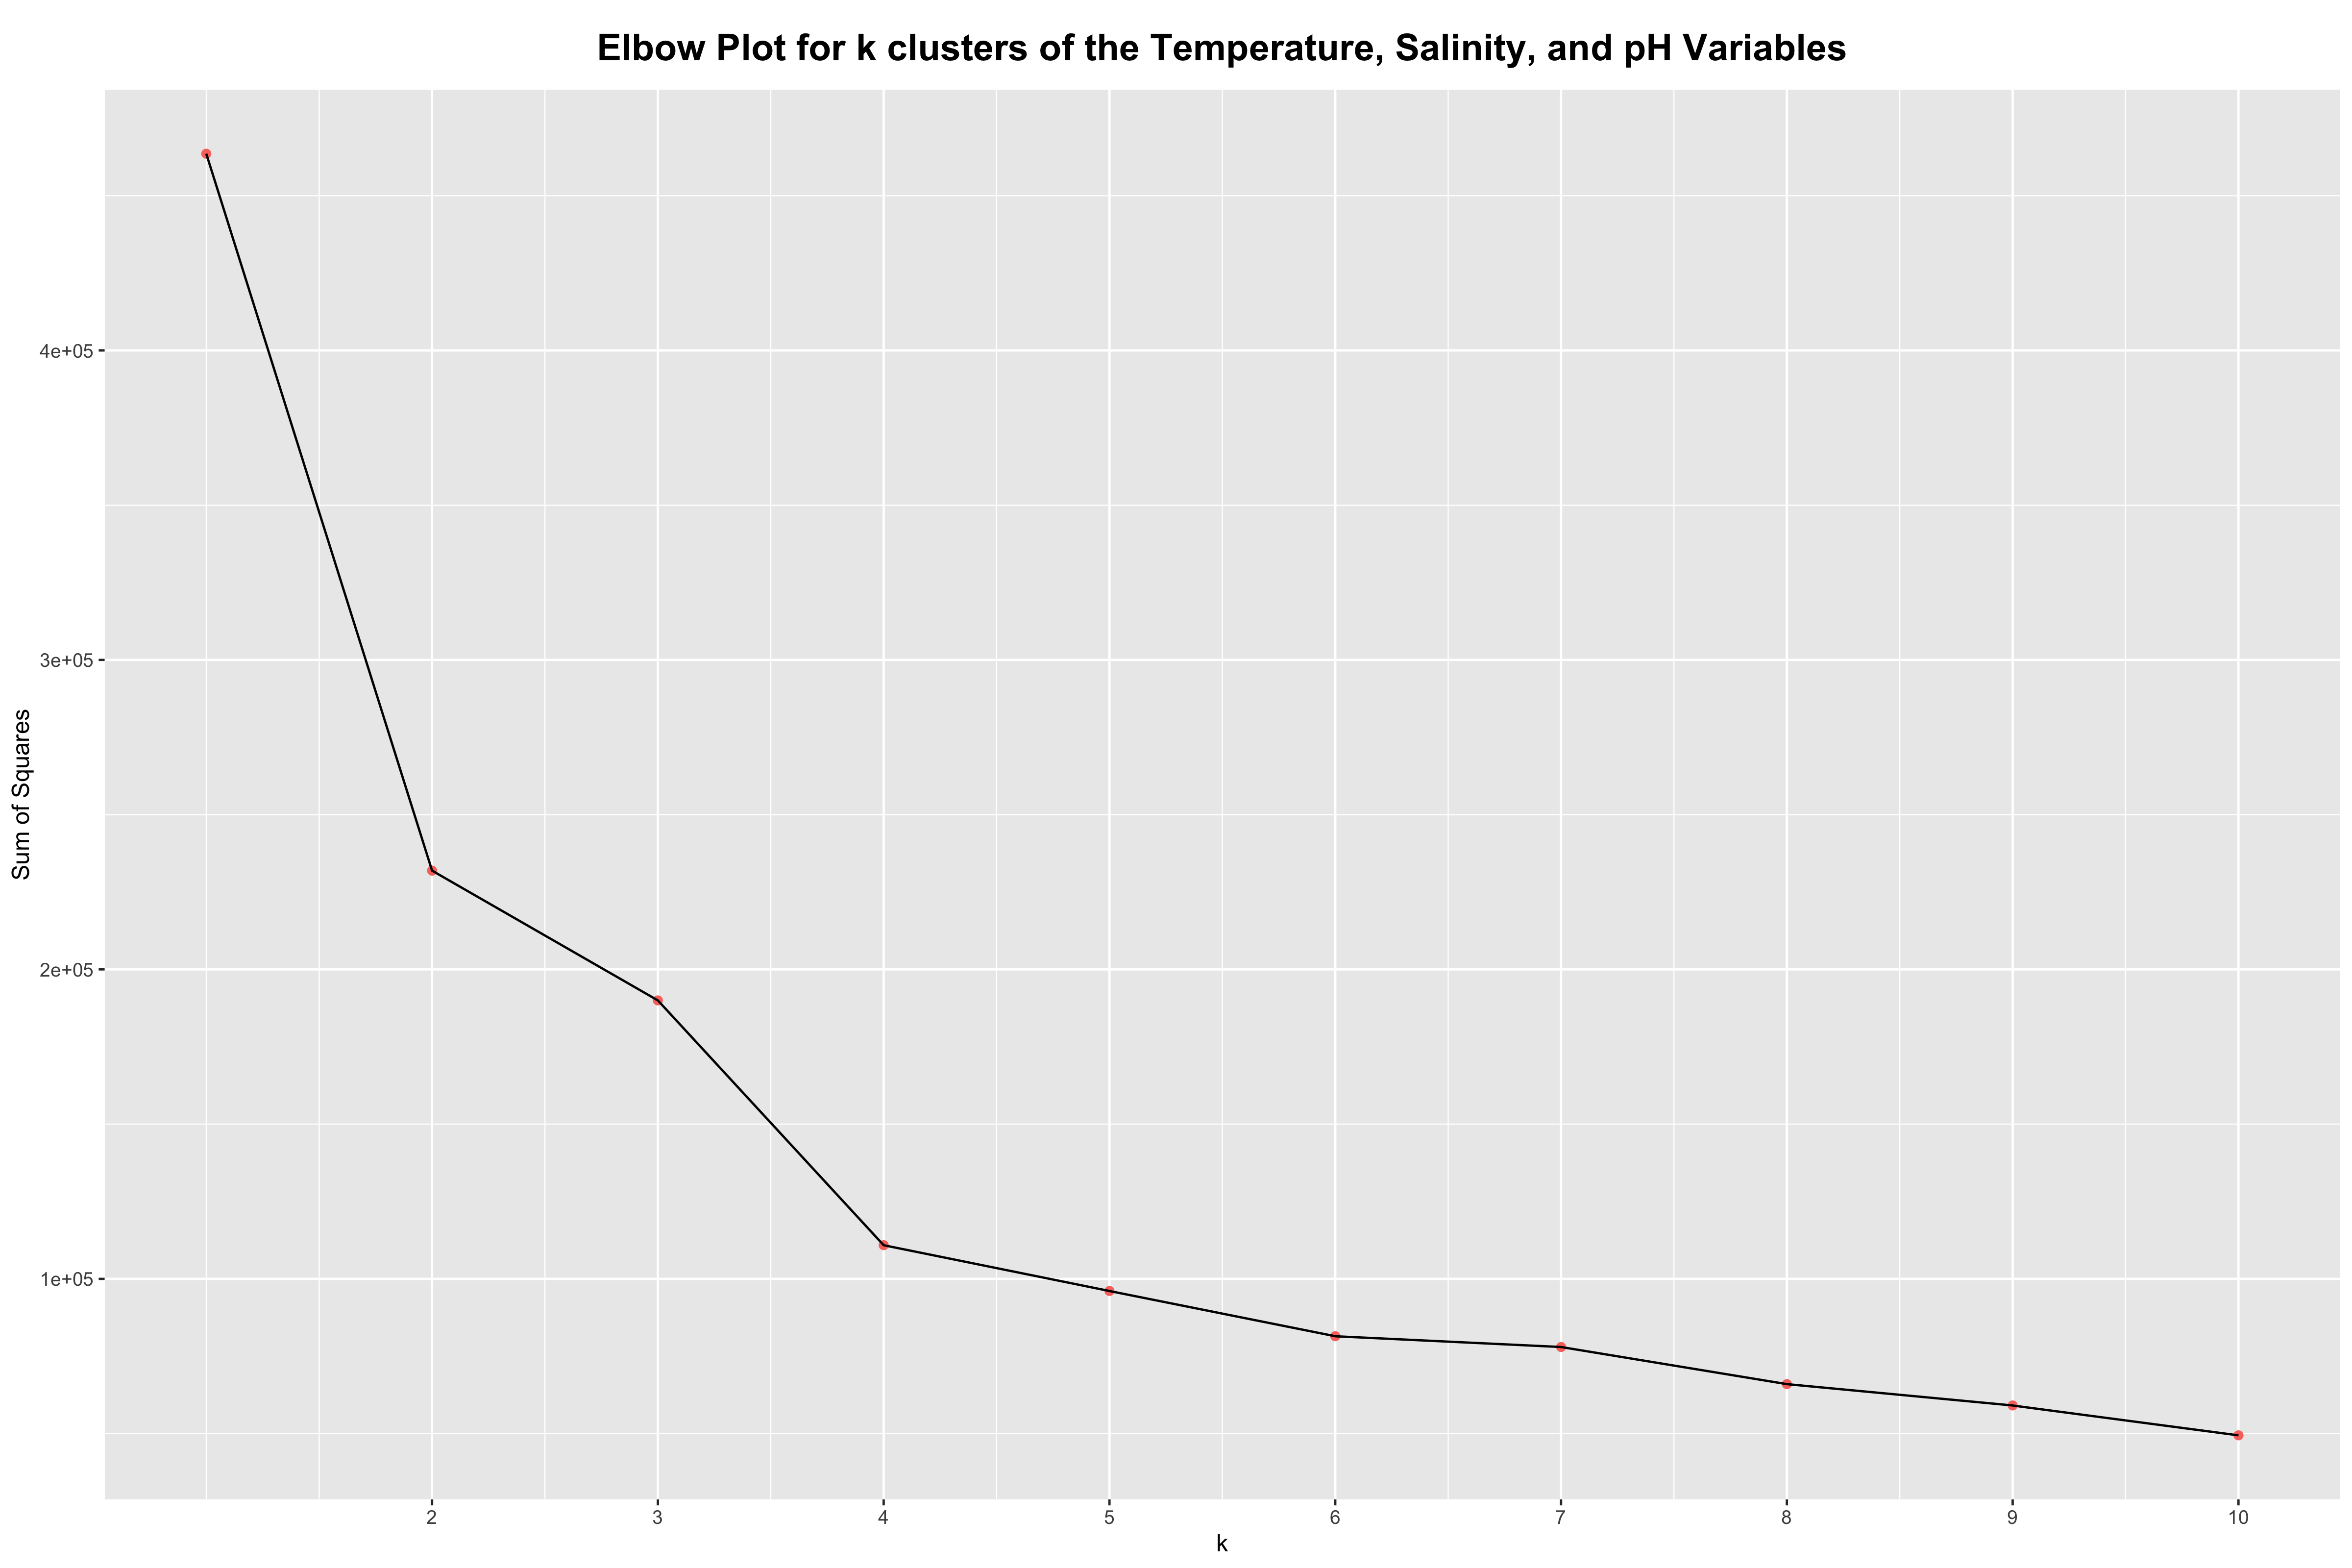 Elbow Plot for k clusters of the Temperature, Salinity, and pH Variables
Sum of Squares
4e+05
3e+05
2e+05
1e+05
2 3 4 5 6 7 8 9 10
k